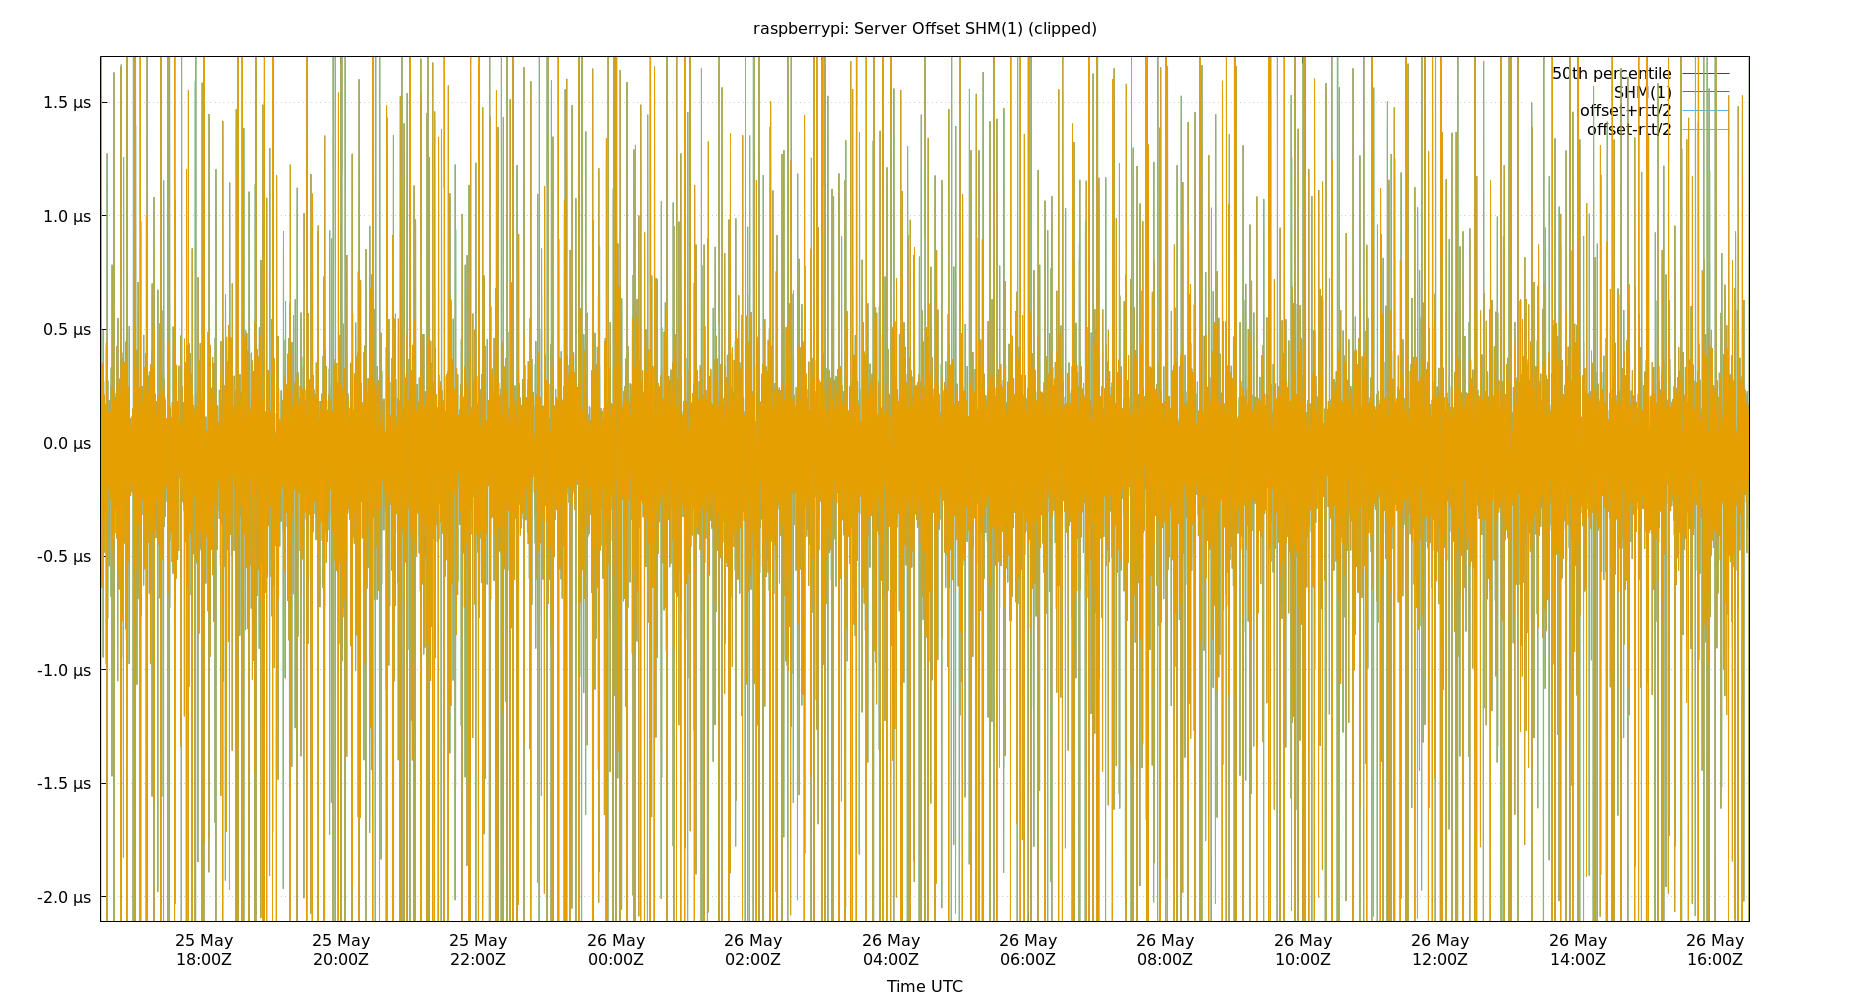 raspberrypi: Server Offset SHM(1) (clipped)
50th percentile
SHM(1)
offset+rtt/2
offset-rtt/2
1.5 µs
1.0 µs
0.5 µs
0.0 µs
-0.5 µs
-1.0 µs
-1.5 µs
-2.0 µs
25 May 25 May 25 May 26 May 26 May 26 May 26 May 26 May 26 May 26 May 26 May 26 May
18:00Z 20:00Z 22:00Z 00:00Z 02:00Z 04:00Z 06:00Z 08:00Z 10:00Z 12:00Z 14:00Z 16:00Z
Time UTC